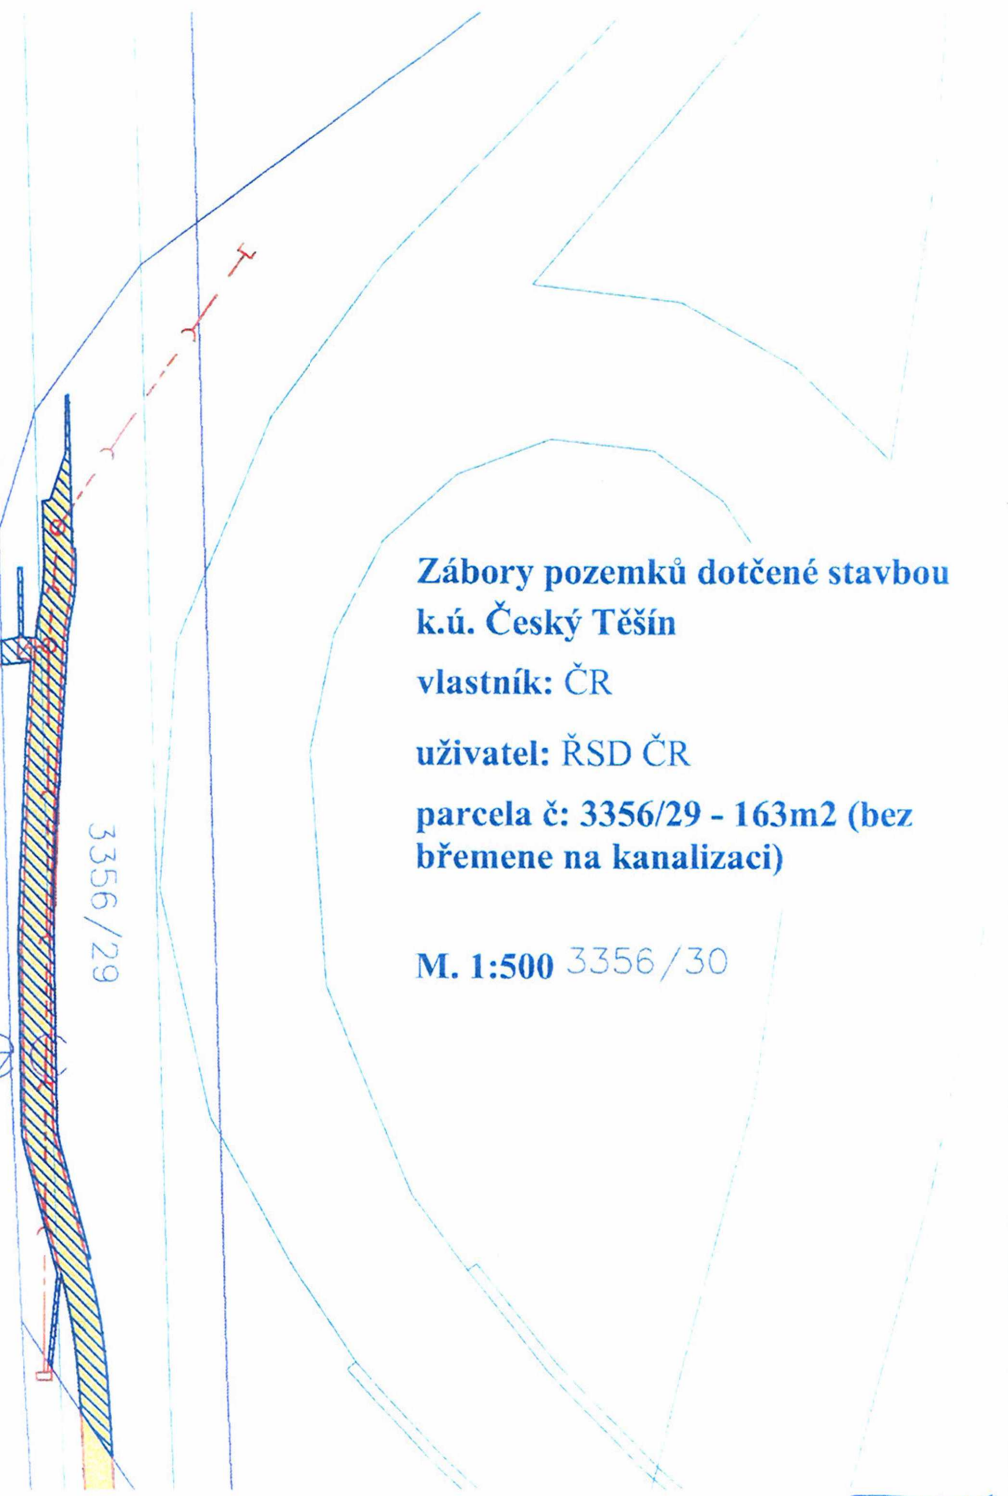 Zábory pozemků dotčené stavbou
k.ú. Český Těšín
vlastník: ČR
uživatel: ŘSD ČR
parcela č: 3356/29 - 163m2 (bez
břemene na kanalizaci)
M. 1:500 3356/30
3356/29